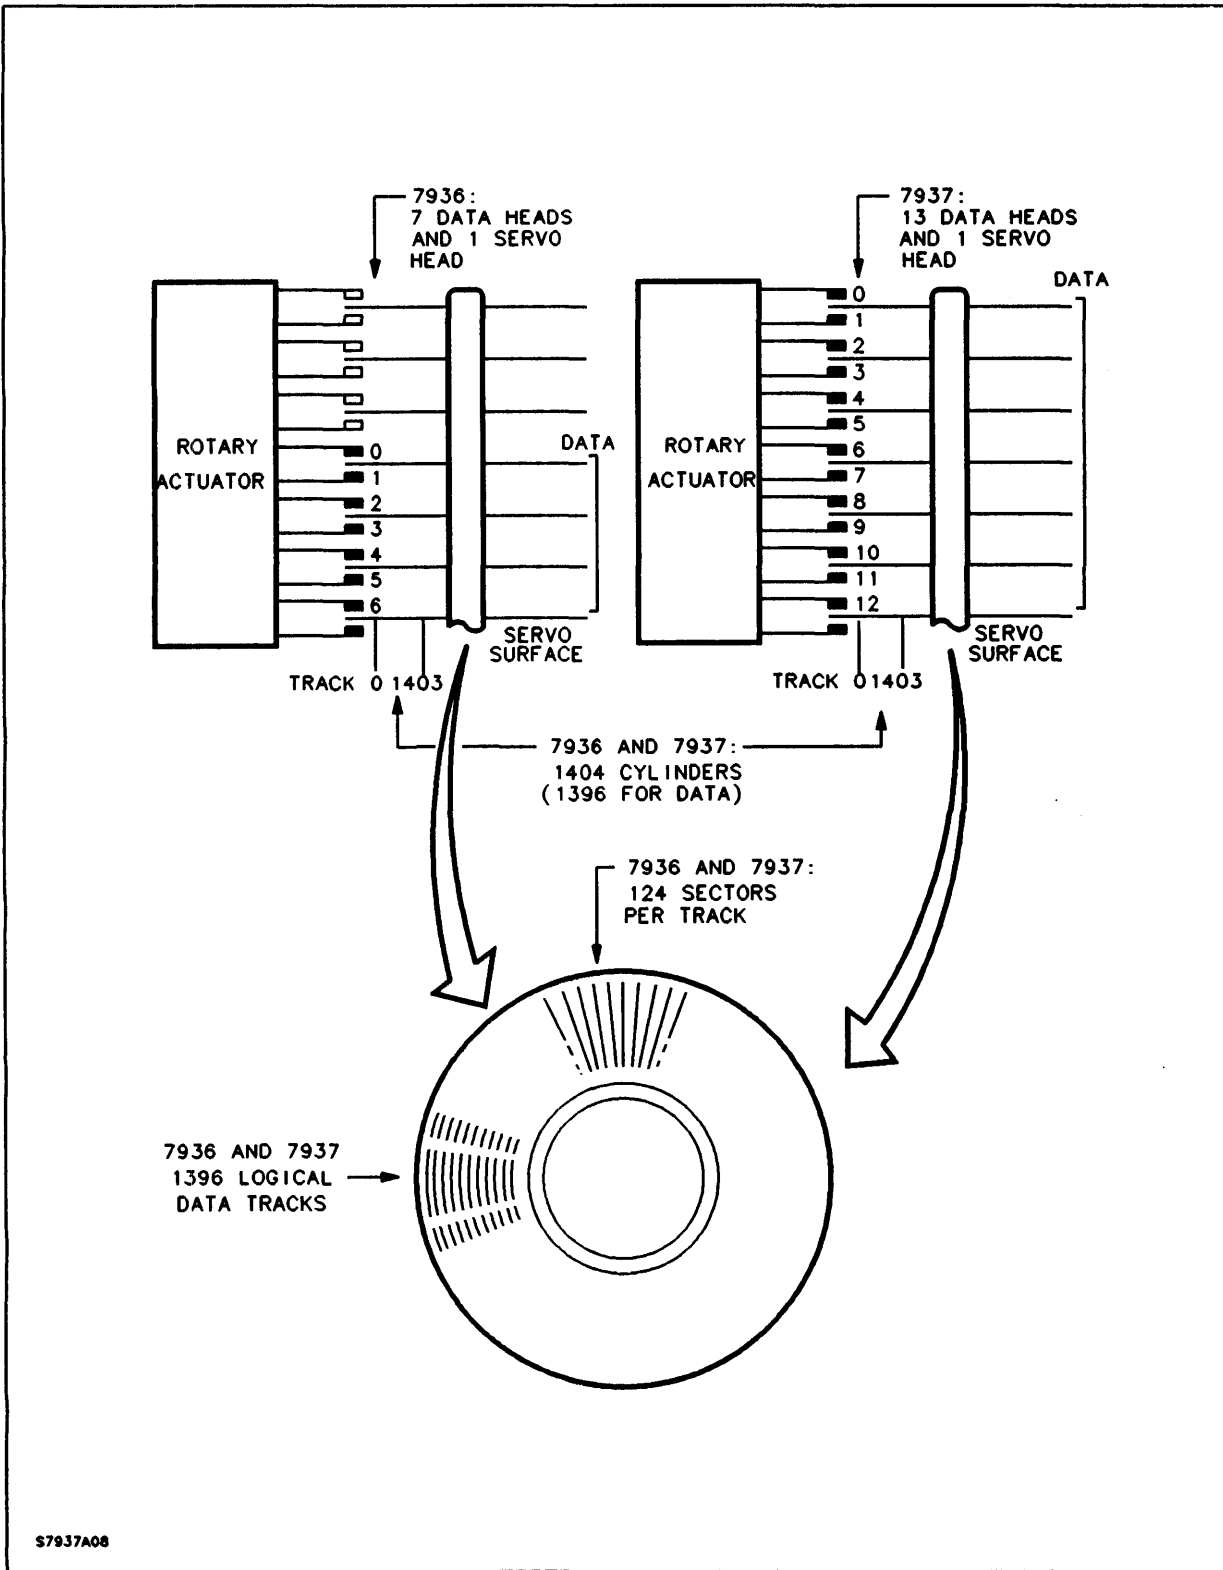 7936:
7 DATA HEADS
AND 1 SERVO
HEAD
7937:
13 DATA HEADS
AND 1 SERVO
HEAD
DATA
0
1
2
3
4
5
6
7
8
9
10
11
12
ROTARY
ACTUATOR
0
1
2
3
4
5
6
DATA
ROTARY
ACTUATOR
SERVO
SURFACE
SERVO
SURFACE
TRACK 0 1403
TRACK 0 1403
7936 AND 7937:
1404 CYLINDERS
(1396 FOR DATA)
7936 AND 7937:
124 SECTORS
PER TRACK
7936 AND 7937
1396 LOGICAL
DATA TRACKS
S7937A08